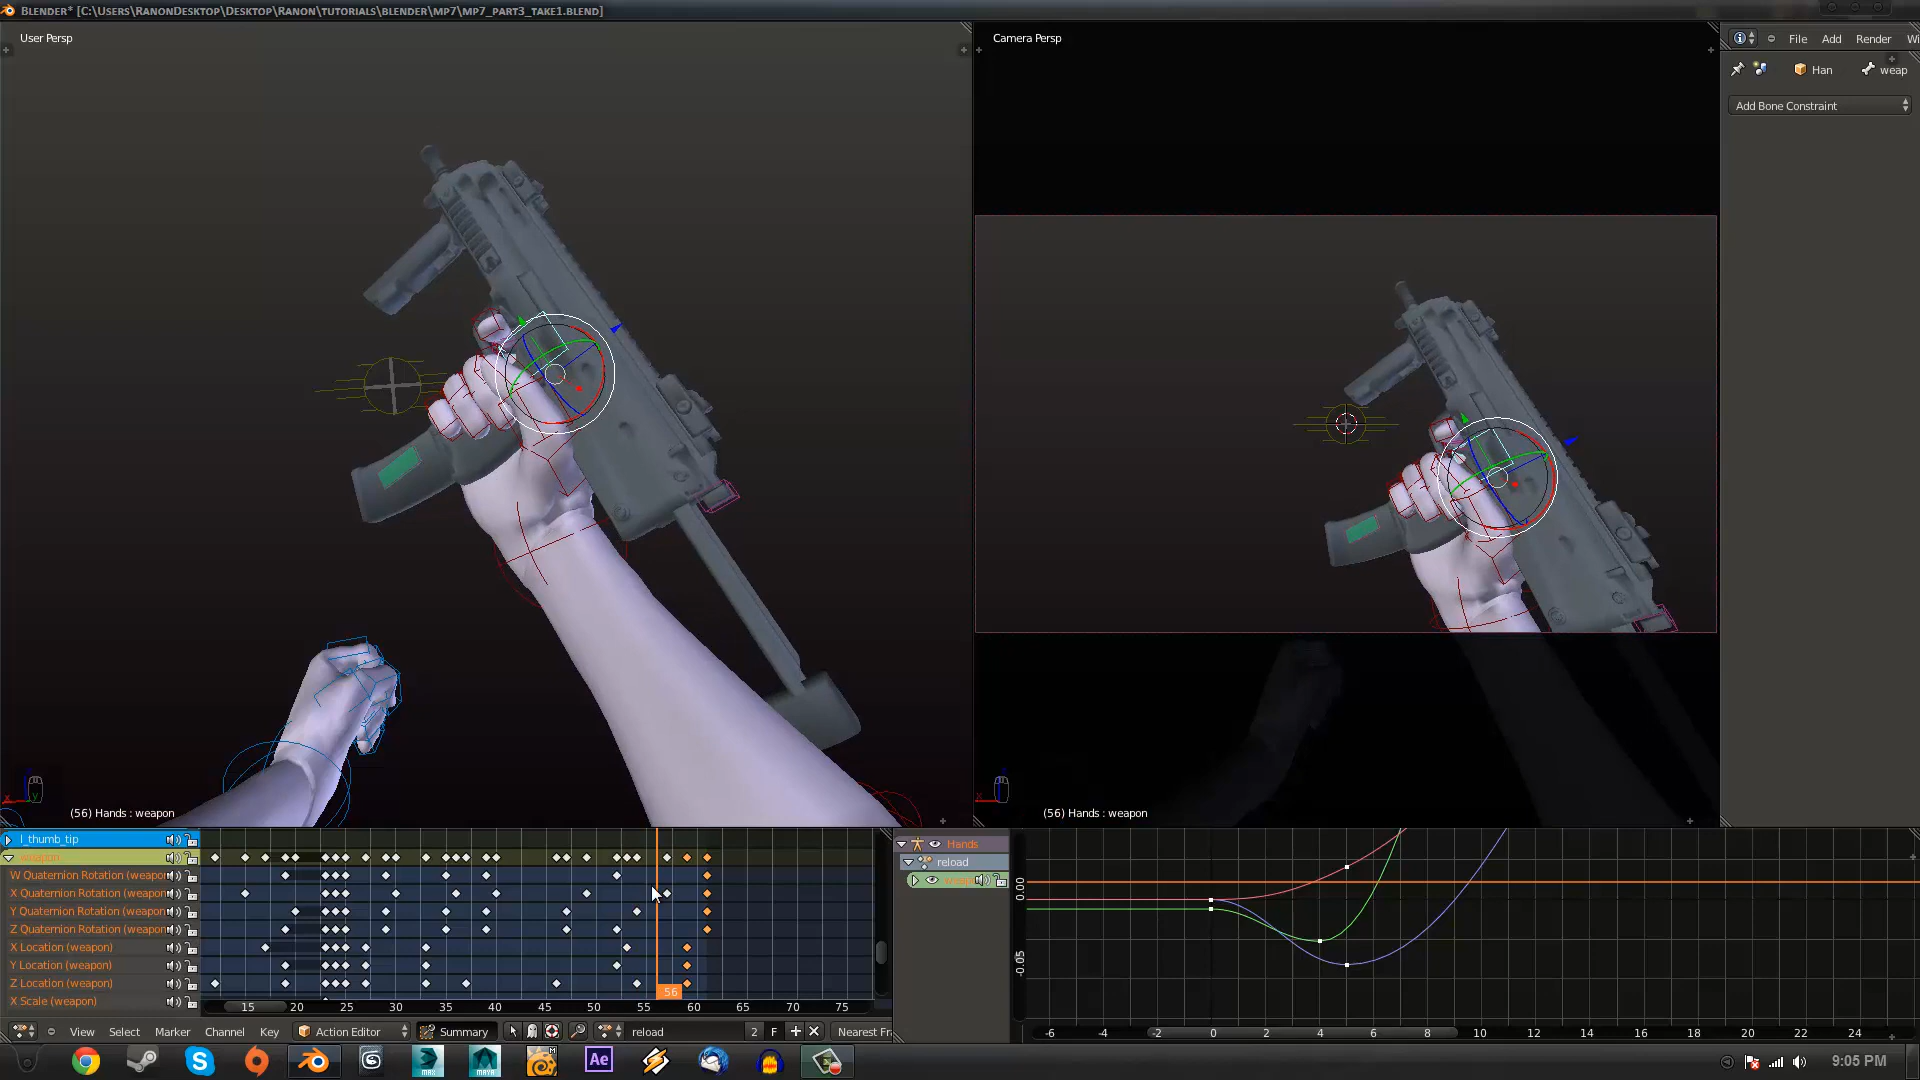 BLENDER* [C:\USERS\RANONDESKTOP\DESKTOP\RANON\TUTORIALS\BLENDER\MP7\MP7_PART3_TAKE1.BLEND]
User Persp
Camera Persp
File Add Render Wi
Han weap
Add Bone Constraint
(56) Hands : weapon
(56) Hands : weapon
l_thumb_tip
W Quaternion Rotation (weapon
X Quaternion Rotation (weapon
Y Quaternion Rotation (weapon
Z Quaternion Rotation (weapon
X Location (weapon)
Y Location (weapon)
Z Location (weapon)
X Scale (weapon)
56
15 20 25 30 35 40 45 50 55 60 65 70 75
View Select Marker Channel Key Action Editor Summary reload 2 F Nearest Fra
Hands
reload
0.00
-0.05
-6 -4 -2 0 2 4 6 8 10 12 14 16 18 20 22 24
MAX
MAYA
Ae
9:05 PM